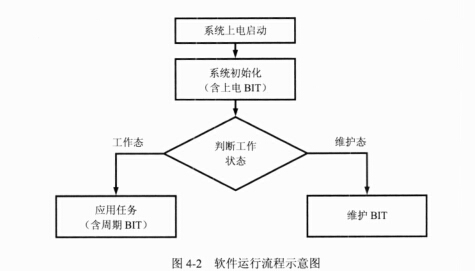 系统上电启动
系统初始化
（含上电 BIT）
判断工作
状态
工作态
维护态
应用任务
（含周期 BIT）
维护 BIT
图 4-2　软件运行流程示意图